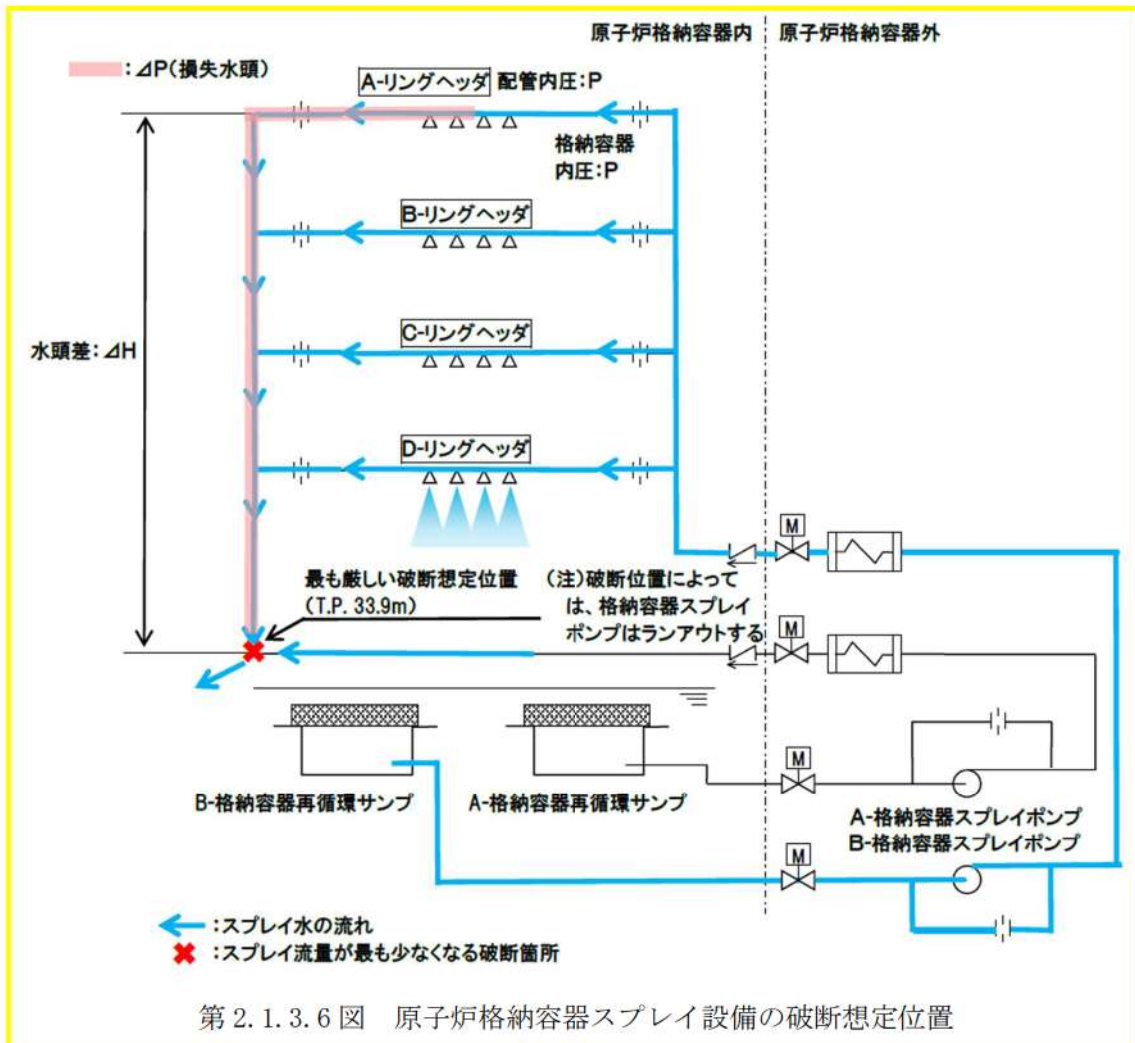 原子炉格納容器内
原子炉格納容器外
:⊿P(損失水頭)
A-リングヘッダ 配管内圧:P
格納容器
内圧:P
B-リングヘッダ
水頭差:⊿H
C-リングヘッダ
D-リングヘッダ
M
最も厳しい破断想定位置
(T.P. 33.9m)
(注)破断位置によって
は、格納容器スプレイ
ポンプはランアウトする
M
M
B-格納容器再循環サンプ
A-格納容器再循環サンプ
A-格納容器スプレイポンプ
B-格納容器スプレイポンプ
M
:スプレイ水の流れ
:スプレイ流量が最も少なくなる破断箇所
第 2.1.3.6 図 原子炉格納容器スプレイ設備の破断想定位置